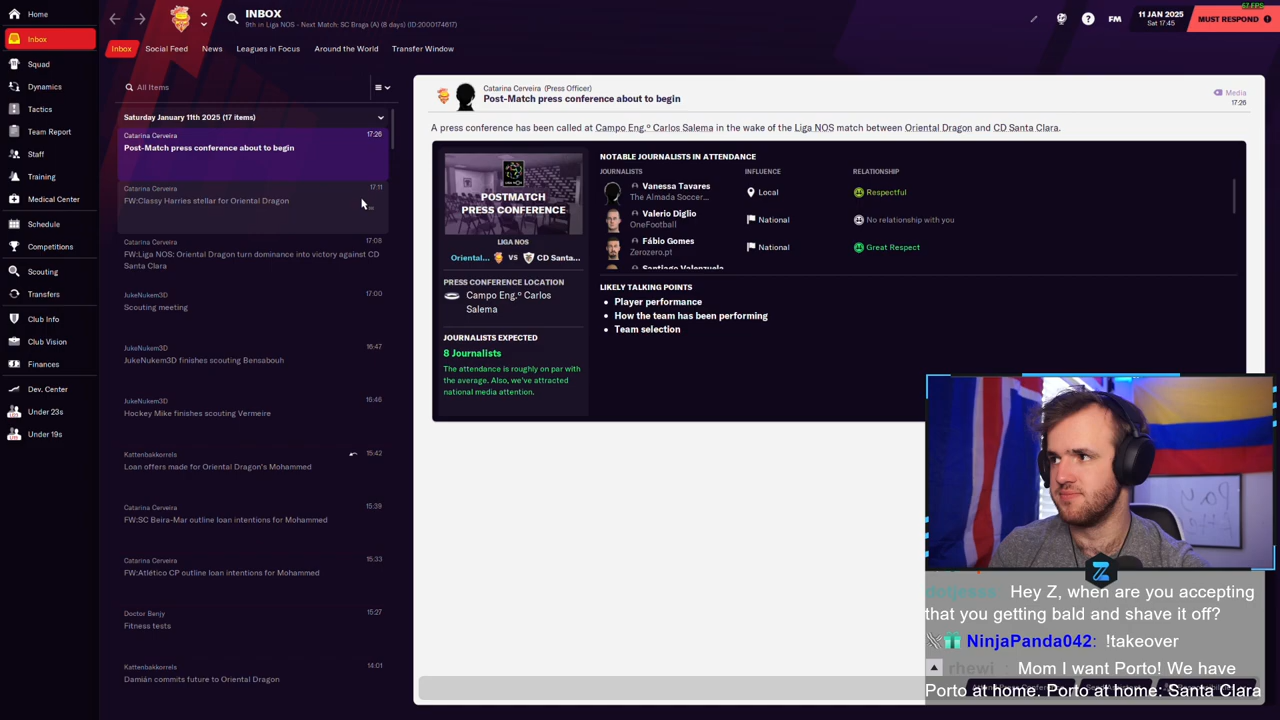 Home
Inbox
Squad
Dynamics
Tactics
Team Report
Staff
Training
Medical Center
Schedule
Competitions
Scouting
Transfers
Club Info
Club Vision
Finances
Dev. Center
Under 23s
Under 19s
INBOX
9th in Liga NOS - Next Match: SC Braga (A) (8 days) (ID:2000174617)
FM
11 JAN 2025
Sat 17:45
MUST RESPOND
57 FPS
Inbox
Social Feed
News
Leagues in Focus
Around the World
Transfer Window
All Items
Saturday January 11th 2025 (17 items)
Catarina Cerveira 17:26
Post-Match press conference about to begin
Catarina Cerveira 17:11
FW:Classy Harries stellar for Oriental Dragon
Catarina Cerveira 17:08
FW:Liga NOS: Oriental Dragon turn dominance into victory against CD
Santa Clara
JukeNukem3D 17:00
Scouting meeting
JukeNukem3D 16:47
JukeNukem3D finishes scouting Bensabouh
JukeNukem3D 16:46
Hockey Mike finishes scouting Vermeire
Kattenbakkorrels 15:42
Loan offers made for Oriental Dragon's Mohammed
Catarina Cerveira 15:39
FW:SC Beira-Mar outline loan intentions for Mohammed
Catarina Cerveira 15:33
FW:Atlético CP outline loan intentions for Mohammed
Doctor Benjy 15:27
Fitness tests
Kattenbakkorrels 14:01
Damián commits future to Oriental Dragon
Catarina Cerveira (Press Officer)
Post-Match press conference about to begin
Media
17:26
A press conference has been called at Campo Eng.º Carlos Salema in the wake of the Liga NOS match between Oriental Dragon and CD Santa Clara.
POSTMATCH
PRESS CONFERENCE
LIGA NOS
Oriental... VS CD Santa...
PRESS CONFERENCE LOCATION
Campo Eng.º Carlos
Salema
JOURNALISTS EXPECTED
8 Journalists
The attendance is roughly on par with
the average. Also, we've attracted
national media attention.
NOTABLE JOURNALISTS IN ATTENDANCE
JOURNALISTS INFLUENCE RELATIONSHIP
Vanessa Tavares
The Almada Soccer...
Local
Respectful
Valerio Diglio
OneFootball
National
No relationship with you
Fábio Gomes
Zerozero.pt
National
Great Respect
Santiago Valenzuela
LIKELY TALKING POINTS
Player performance
How the team has been performing
Team selection
Hey Z, when are you accepting
that you getting bald and shave it off?
NinjaPanda042: !takeover
rhewi Mom I want Porto! We have
Porto at home. Porto at home: Santa Clara